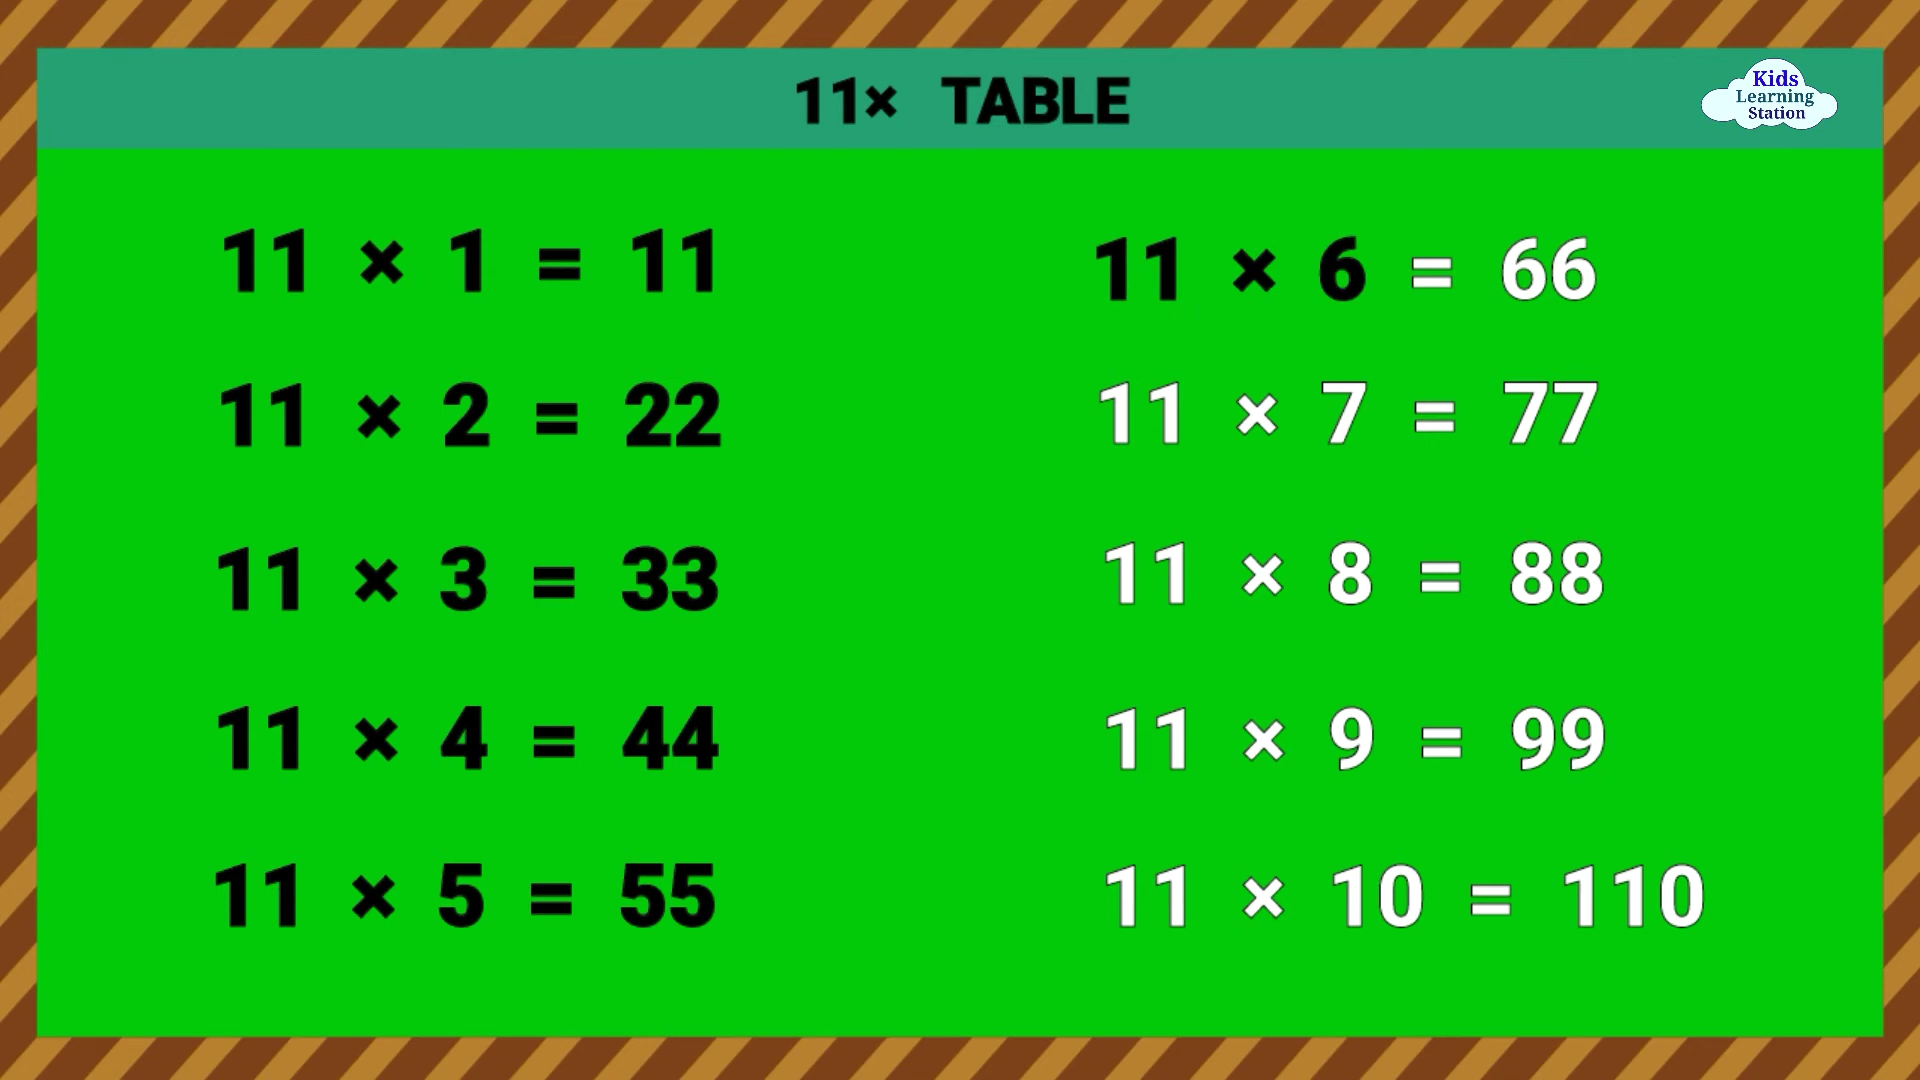 11× TABLE
Kids
Learning
Station
11 × 1 = 11
11 × 2 = 22
11 × 3 = 33
11 × 4 = 44
11 × 5 = 55
11 × 6 = 66
11 × 7 = 77
11 × 8 = 88
11 × 9 = 99
11 × 10 = 110